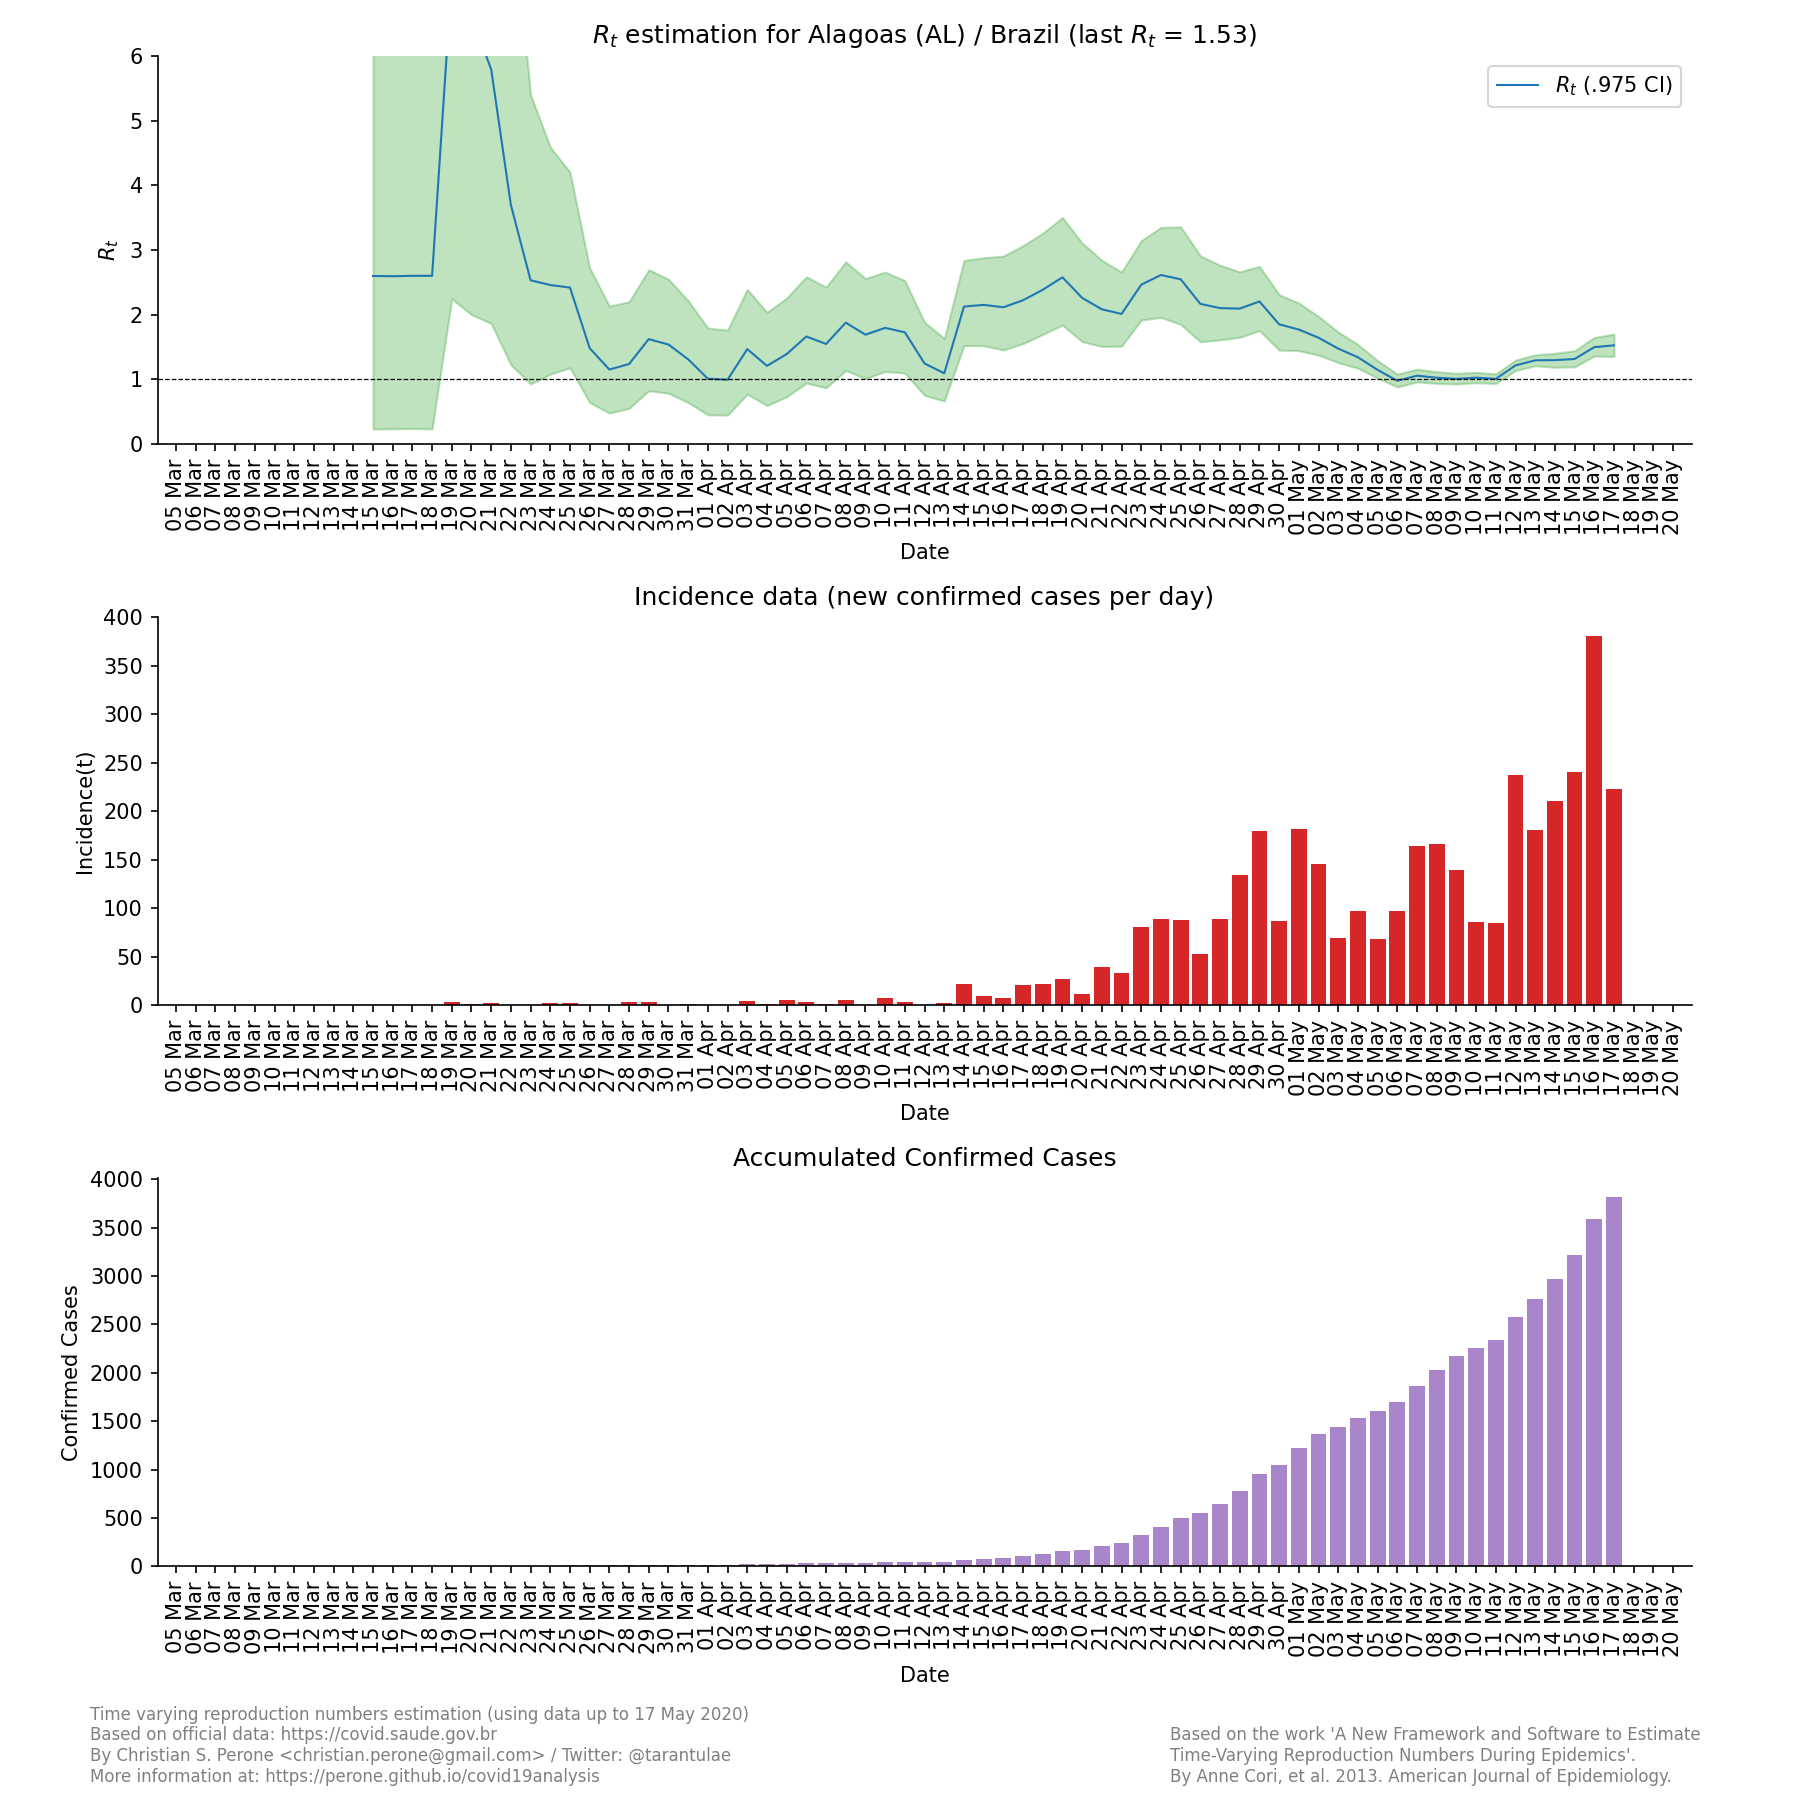 R_t estimation for Alagoas (AL) / Brazil (last R_t = 1.53)
R_t (.975 CI)
6
5
4
3
2
1
0
R_t
05 Mar 06 Mar 07 Mar 08 Mar 09 Mar 10 Mar 11 Mar 12 Mar 13 Mar 14 Mar 15 Mar 16 Mar 17 Mar 18 Mar 19 Mar 20 Mar 21 Mar 22 Mar 23 Mar 24 Mar 25 Mar 26 Mar 27 Mar 28 Mar 29 Mar 30 Mar 31 Mar 01 Apr 02 Apr 03 Apr 04 Apr 05 Apr 06 Apr 07 Apr 08 Apr 09 Apr 10 Apr 11 Apr 12 Apr 13 Apr 14 Apr 15 Apr 16 Apr 17 Apr 18 Apr 19 Apr 20 Apr 21 Apr 22 Apr 23 Apr 24 Apr 25 Apr 26 Apr 27 Apr 28 Apr 29 Apr 30 Apr 01 May 02 May 03 May 04 May 05 May 06 May 07 May 08 May 09 May 10 May 11 May 12 May 13 May 14 May 15 May 16 May 17 May 18 May 19 May 20 May
Date
Incidence data (new confirmed cases per day)
400
350
300
250
200
150
100
50
0
Incidence(t)
05 Mar 06 Mar 07 Mar 08 Mar 09 Mar 10 Mar 11 Mar 12 Mar 13 Mar 14 Mar 15 Mar 16 Mar 17 Mar 18 Mar 19 Mar 20 Mar 21 Mar 22 Mar 23 Mar 24 Mar 25 Mar 26 Mar 27 Mar 28 Mar 29 Mar 30 Mar 31 Mar 01 Apr 02 Apr 03 Apr 04 Apr 05 Apr 06 Apr 07 Apr 08 Apr 09 Apr 10 Apr 11 Apr 12 Apr 13 Apr 14 Apr 15 Apr 16 Apr 17 Apr 18 Apr 19 Apr 20 Apr 21 Apr 22 Apr 23 Apr 24 Apr 25 Apr 26 Apr 27 Apr 28 Apr 29 Apr 30 Apr 01 May 02 May 03 May 04 May 05 May 06 May 07 May 08 May 09 May 10 May 11 May 12 May 13 May 14 May 15 May 16 May 17 May 18 May 19 May 20 May
Date
Accumulated Confirmed Cases
4000
3500
3000
2500
2000
1500
1000
500
0
Confirmed Cases
05 Mar 06 Mar 07 Mar 08 Mar 09 Mar 10 Mar 11 Mar 12 Mar 13 Mar 14 Mar 15 Mar 16 Mar 17 Mar 18 Mar 19 Mar 20 Mar 21 Mar 22 Mar 23 Mar 24 Mar 25 Mar 26 Mar 27 Mar 28 Mar 29 Mar 30 Mar 31 Mar 01 Apr 02 Apr 03 Apr 04 Apr 05 Apr 06 Apr 07 Apr 08 Apr 09 Apr 10 Apr 11 Apr 12 Apr 13 Apr 14 Apr 15 Apr 16 Apr 17 Apr 18 Apr 19 Apr 20 Apr 21 Apr 22 Apr 23 Apr 24 Apr 25 Apr 26 Apr 27 Apr 28 Apr 29 Apr 30 Apr 01 May 02 May 03 May 04 May 05 May 06 May 07 May 08 May 09 May 10 May 11 May 12 May 13 May 14 May 15 May 16 May 17 May 18 May 19 May 20 May
Date
Time varying reproduction numbers estimation (using data up to 17 May 2020)
Based on official data: https://covid.saude.gov.br
By Christian S. Perone <christian.perone@gmail.com> / Twitter: @tarantulae
More information at: https://perone.github.io/covid19analysis
Based on the work 'A New Framework and Software to Estimate
Time-Varying Reproduction Numbers During Epidemics'.
By Anne Cori, et al. 2013. American Journal of Epidemiology.